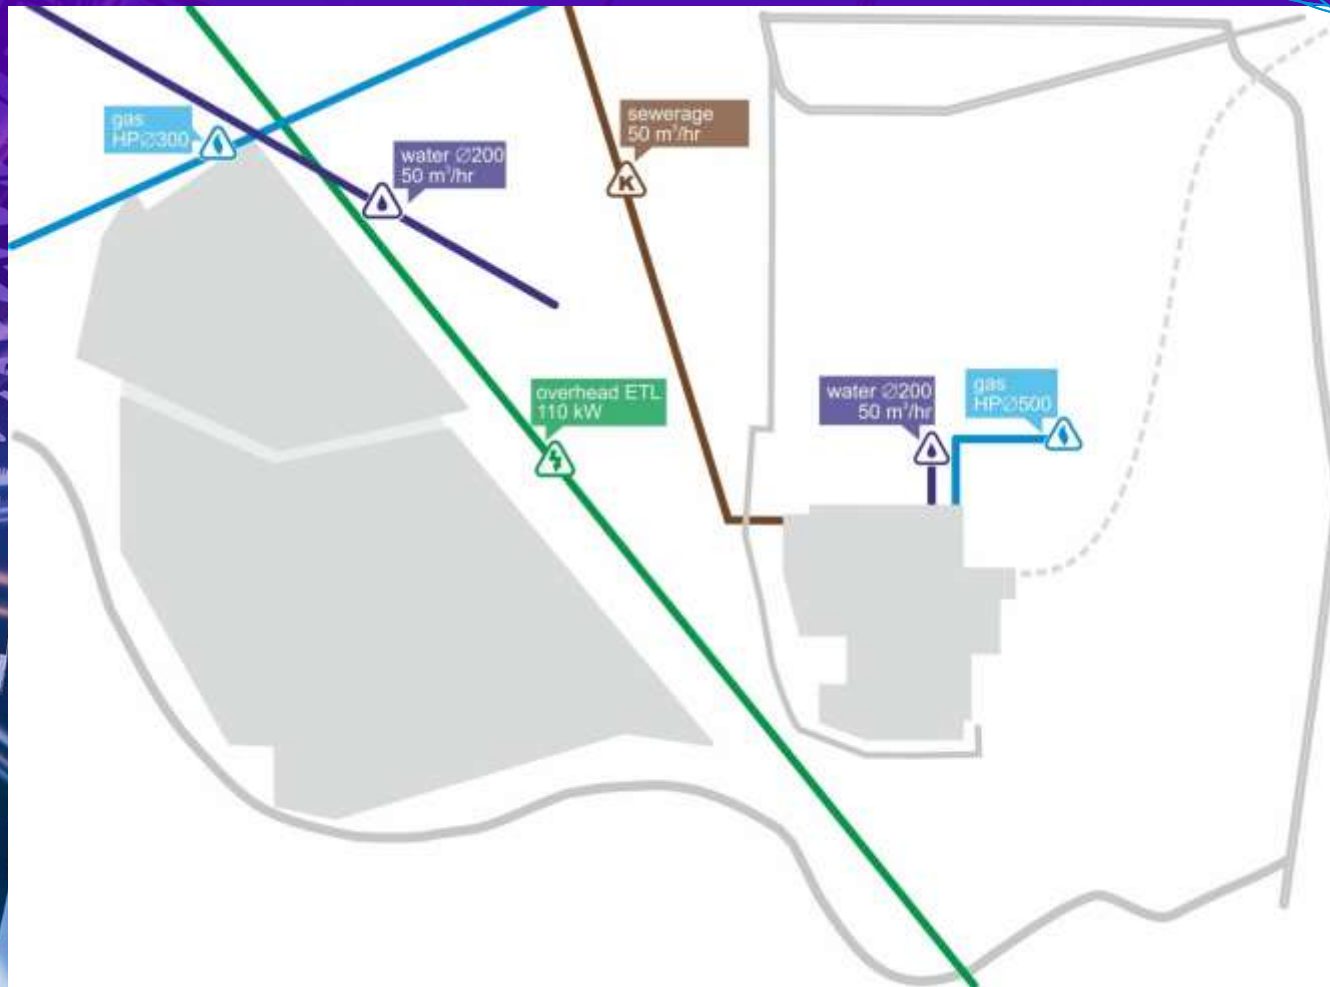 gas
HP∅300
water ∅200
50 m³/hr
sewerage
50 m³/hr
K
overhead ETL
110 kW
water ∅200
50 m³/hr
gas
HP∅500